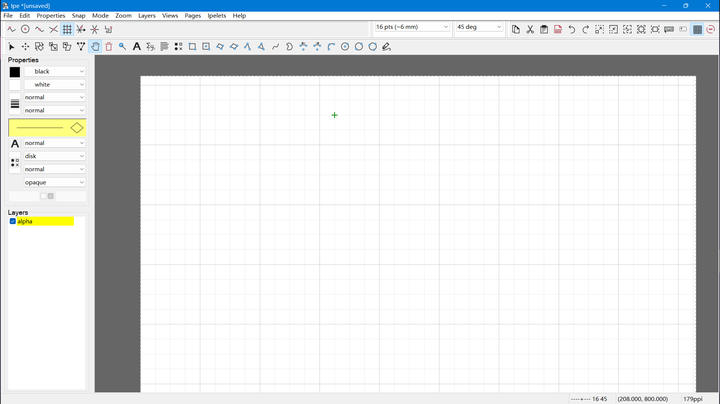 Ipe *[unsaved]
File Edit Properties Snap Mode Zoom Layers Views Pages Ipelets Help
16 pts (~6 mm) 45 deg
A
Properties
black
white
normal
normal
A normal
disk
normal
opaque
Layers
alpha
16 45 (208.000, 800.000) 179ppi